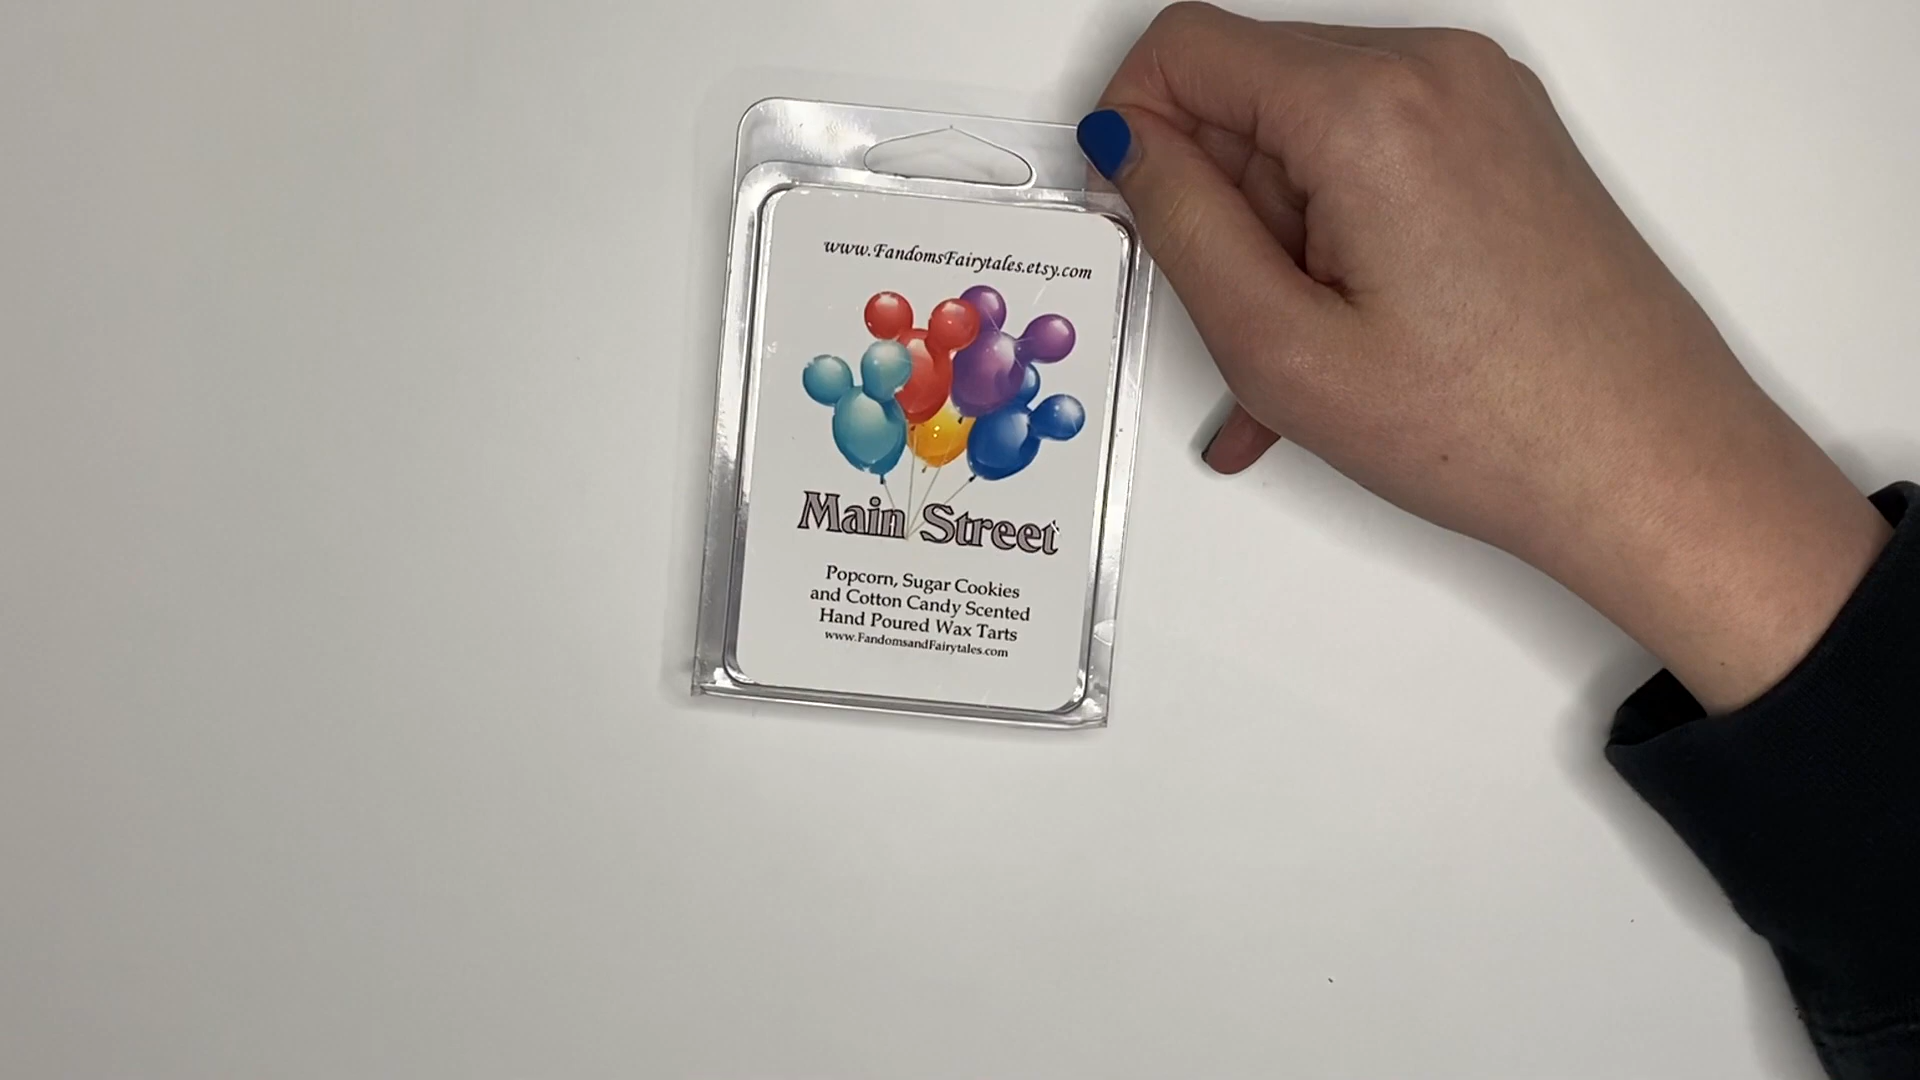 www.FandomsFairytales.etsy.com
Main Street
Popcorn, Sugar Cookies
and Cotton Candy Scented
Hand Poured Wax Tarts
www.FandomsandFairytales.com